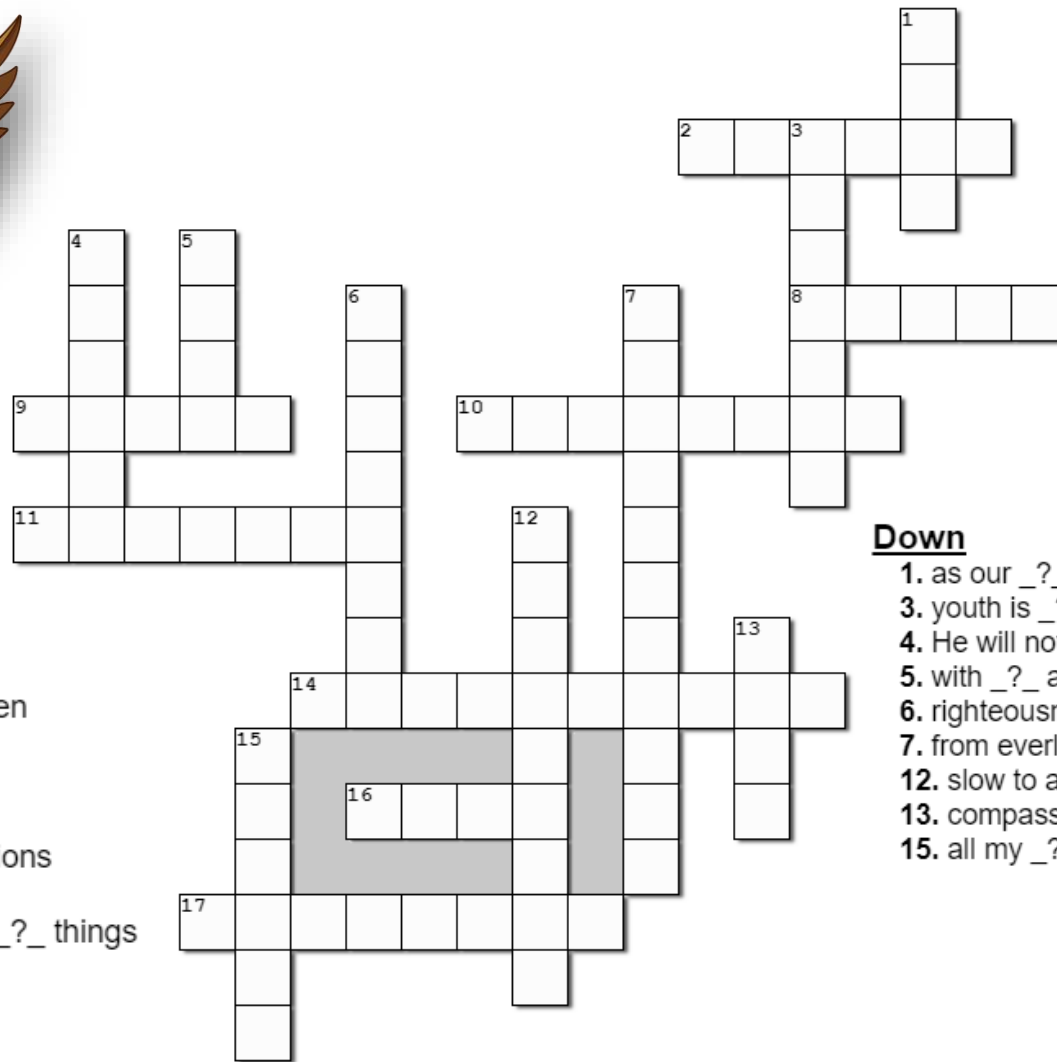 1
2 3
4 5
6 7 8
9 10
11 12
Down
1. as our _?_
3. youth is _
4. He will not
5. with _?_ a
6. righteousn
7. from everl
12. slow to a
13. compass
15. all my _?
13
14
en
15
16
ions
17
_?_ things